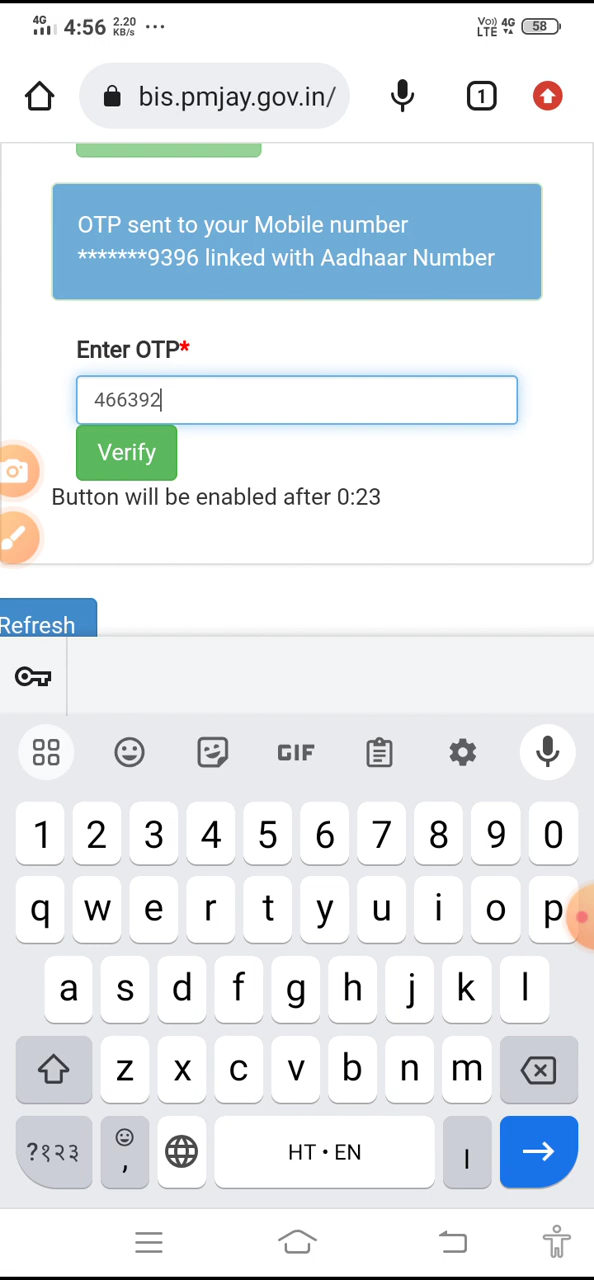 4G 4:56 2.20 KB/s ...
Vo) LTE 4G 58
bis.pmjay.gov.in/ 1
OTP sent to your Mobile number
*******9396 linked with Aadhaar Number
Enter OTP*
466392
Verify
Button will be enabled after 0:23
Refresh
GIF
1 2 3 4 5 6 7 8 9 0
q w e r t y u i o p
a s d f g h j k l
z x c v b n m
?१२३ , HT • EN ।